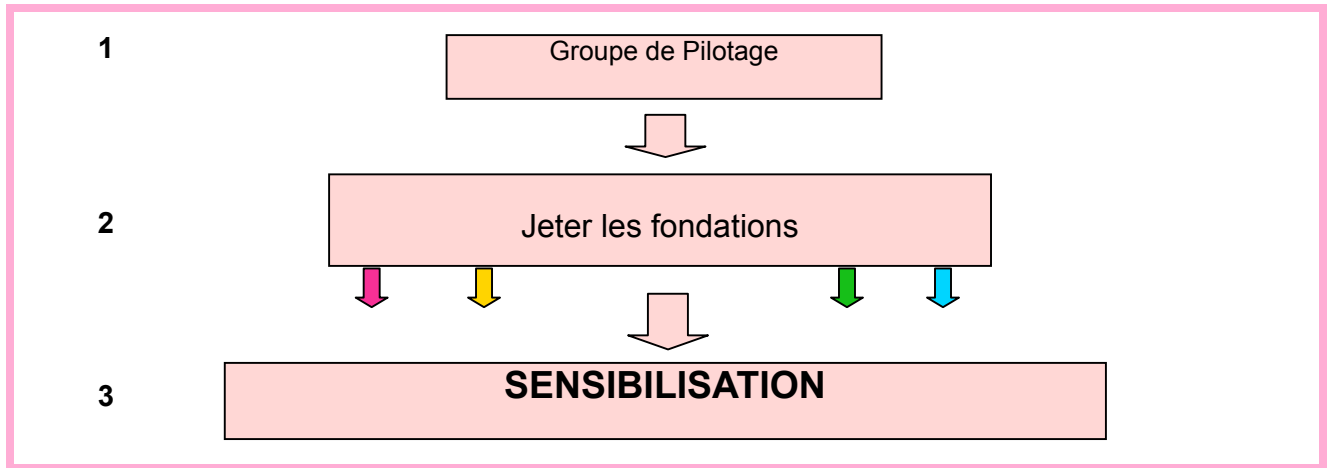 1
Groupe de Pilotage
2
Jeter les fondations
3
SENSIBILISATION